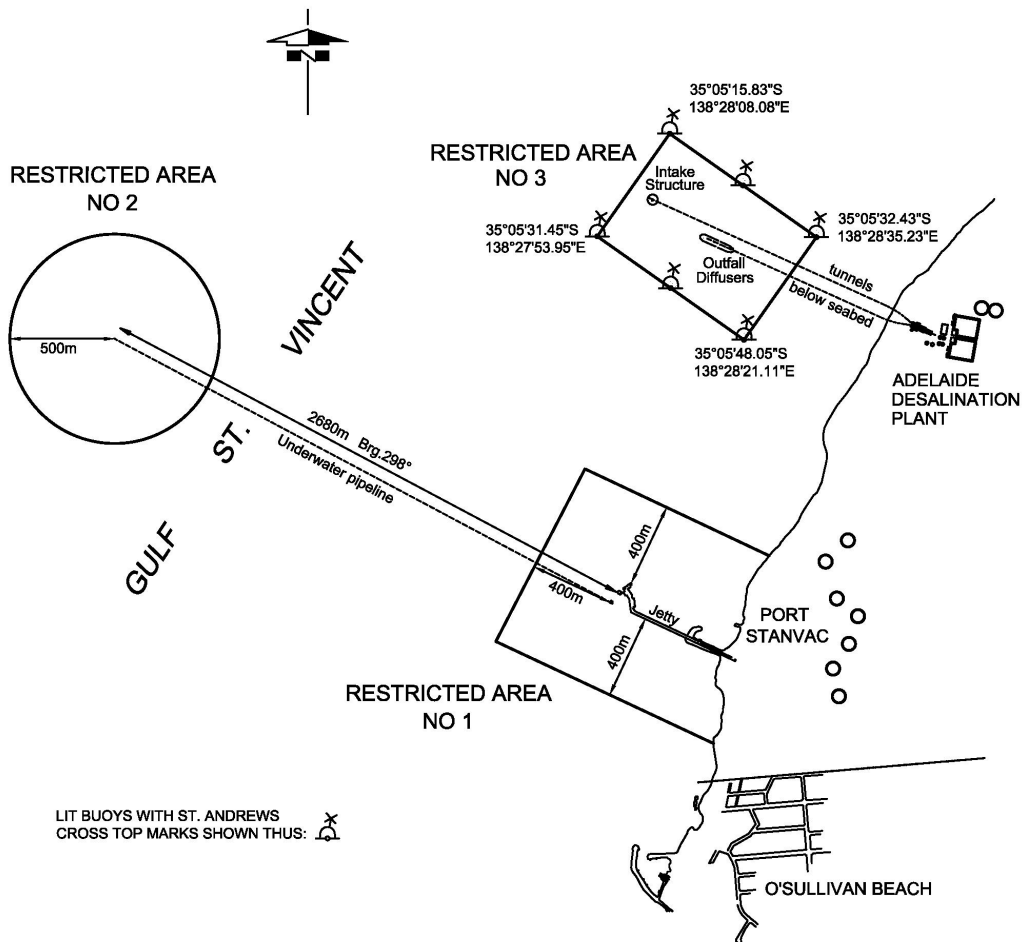 N
35°05'15.83"S
138°28'08.08"E
RESTRICTED AREA
NO 3
RESTRICTED AREA
NO 2
Intake
Structure
35°05'31.45"S
138°27'53.95"E
35°05'32.43"S
138°28'35.23"E
Outfall
Diffusers
tunnels
below seabed
35°05'48.05"S
138°28'21.11"E
500m
VINCENT
ST.
GULF
ADELAIDE
DESALINATION
PLANT
2680m Brg.298°
Underwater pipeline
400m
400m
Jetty
400m
PORT
STANVAC
RESTRICTED AREA
NO 1
LIT BUOYS WITH ST. ANDREWS
CROSS TOP MARKS SHOWN THUS:
O'SULLIVAN BEACH